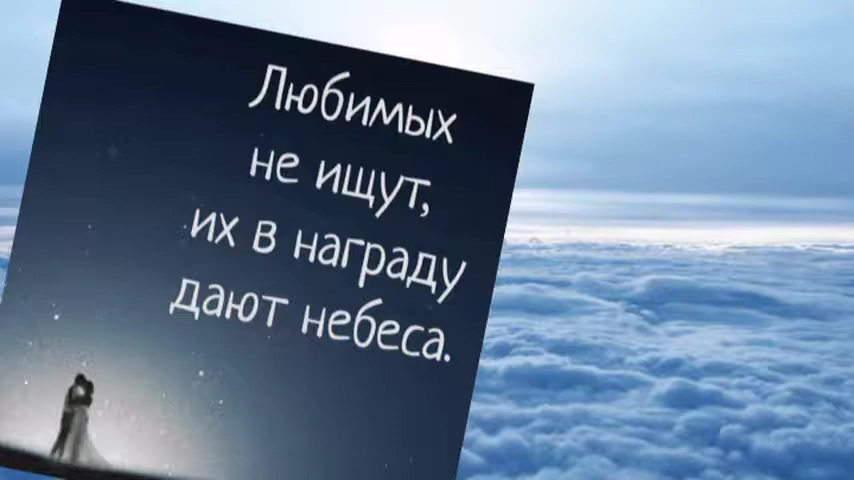 Любимых
не ищут,
их в награду
дают небеса.